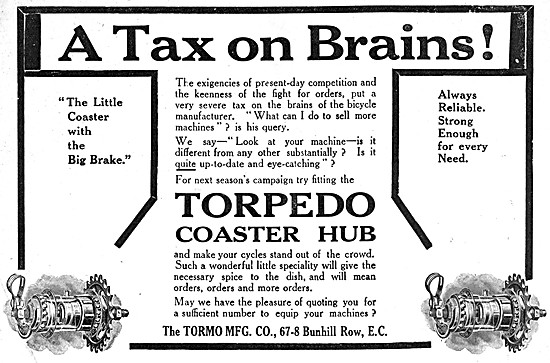 A Tax on Brains!
"The Little
Coaster
with
the
Big Brake."
The exigencies of present-day competition and
the keenness of the fight for orders, put a
very severe tax on the brains of the bicycle
manufacturer. "What can I do to sell more
machines"? is his query.
We say—"Look at your machine—is it
different from any other substantially? Is it
quite up-to-date and eye-catching"?
For next season's campaign try fitting the
TORPEDO
COASTER HUB
and make your cycles stand out of the crowd.
Such a wonderful little speciality will give the
necessary spice to the dish, and will mean
orders, orders and more orders.
May we have the pleasure of quoting you for
a sufficient number to equip your machines?
The TORMO MFG. CO., 67-8 Bunhill Row, E.C.
Always
Reliable.
Strong
Enough
for every
Need.